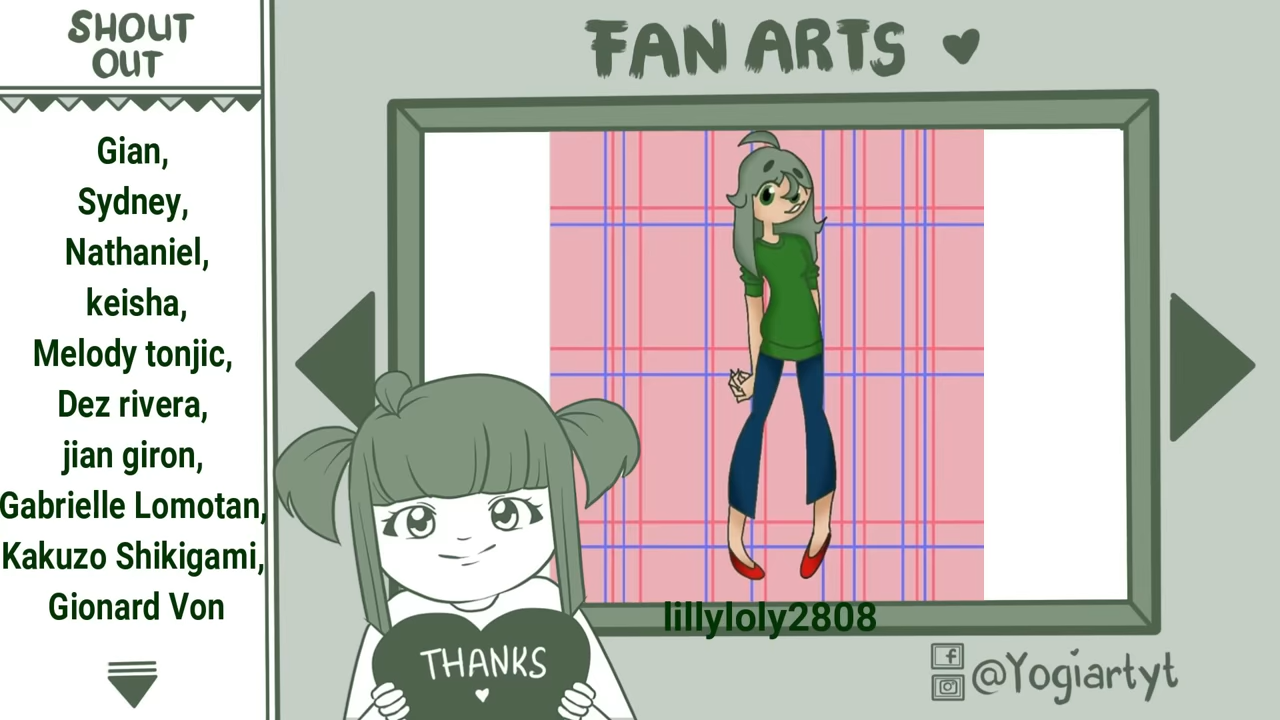 SHOUT
OUT
Gian,
Sydney,
Nathaniel,
keisha,
Melody tonjic,
Dez rivera,
jian giron,
Gabrielle Lomotan,
Kakuzo Shikigami,
Gionard Von
FAN ARTS
lillyloly2808
THANKS
f
@Yogiartyt